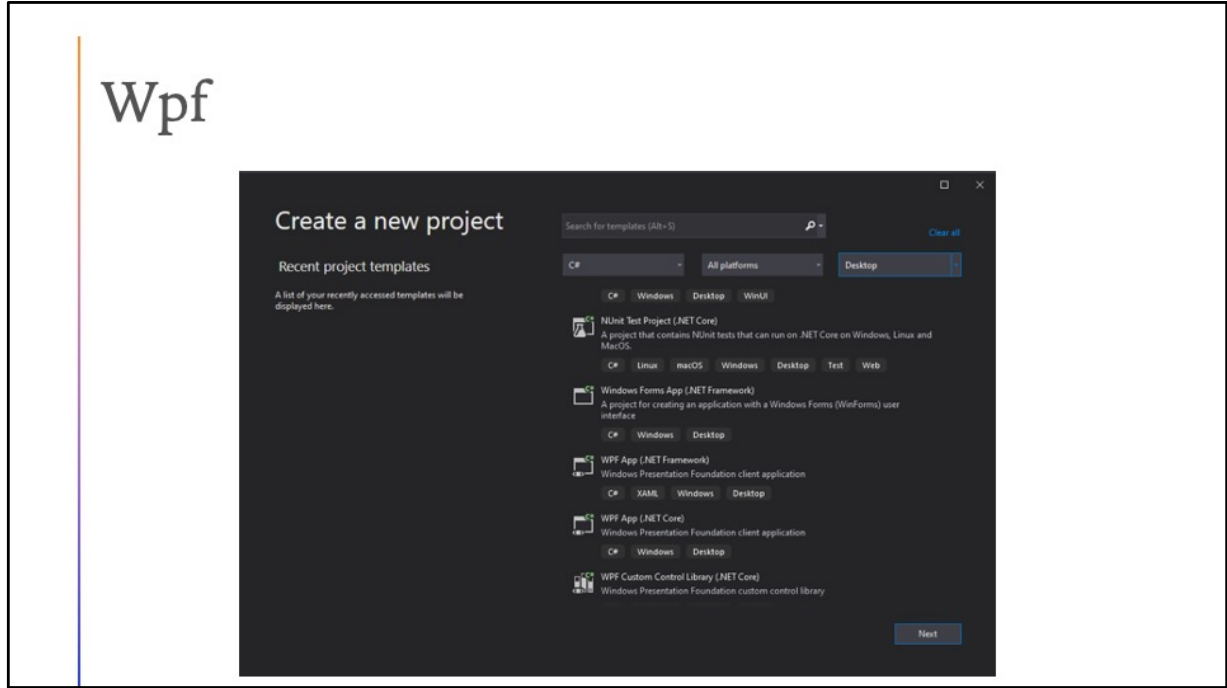 Wpf
Create a new project
Search for templates (Alt+S)
Clear all
Recent project templates
C# All platforms Desktop
A list of your recently accessed templates will be
displayed here.
C# Windows Desktop WinUI
NUnit Test Project (.NET Core)
A project that contains NUnit tests that can run on .NET Core on Windows, Linux and
MacOS.
C# Linux macOS Windows Desktop Test Web
Windows Forms App (.NET Framework)
A project for creating an application with a Windows Forms (WinForms) user
interface
C# Windows Desktop
WPF App (.NET Framework)
Windows Presentation Foundation client application
C# XAML Windows Desktop
WPF App (.NET Core)
Windows Presentation Foundation client application
C# Windows Desktop
WPF Custom Control Library (.NET Core)
Windows Presentation Foundation custom control library
Next